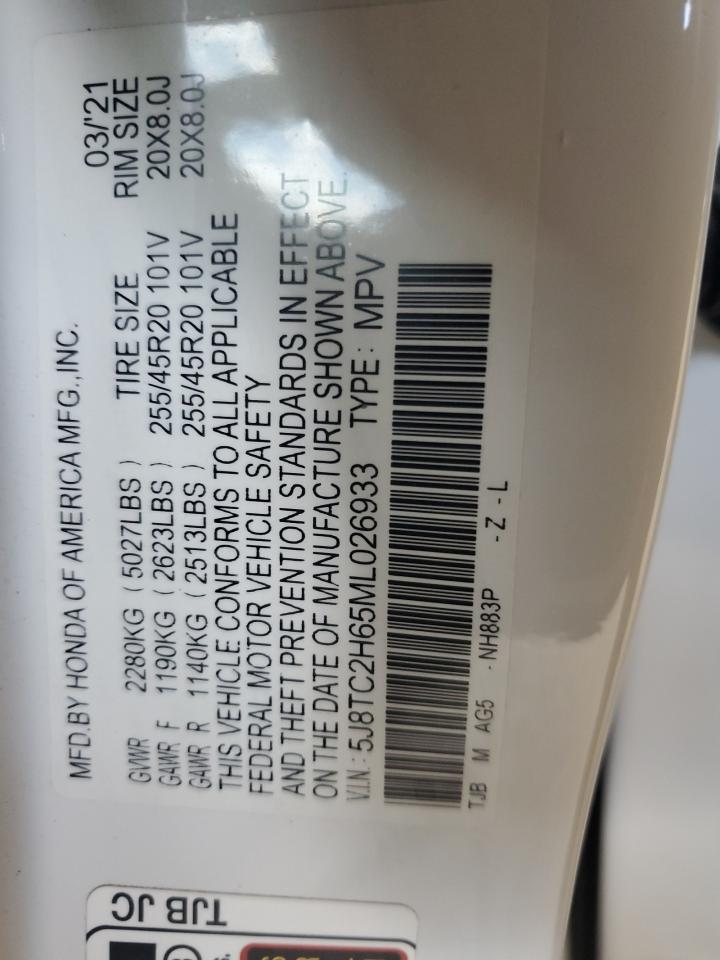 MFD.BY HONDA OF AMERICA MFG.,INC. 03/'21
TIRE SIZE RIM SIZE
GVWR 2280KG ( 5027LBS )
GAWR F 1190KG ( 2623LBS ) 255/45R20 101V 20X8.0J
GAWR R 1140KG ( 2513LBS ) 255/45R20 101V 20X8.0J
THIS VEHICLE CONFORMS TO ALL APPLICABLE
FEDERAL MOTOR VEHICLE SAFETY
AND THEFT PREVENTION STANDARDS IN EFFECT
ON THE DATE OF MANUFACTURE SHOWN ABOVE.
V.I.N.: 5J8TC2H65ML026933 TYPE : MPV
TJB M AG5 - NH883P - Z - L
TJB JC